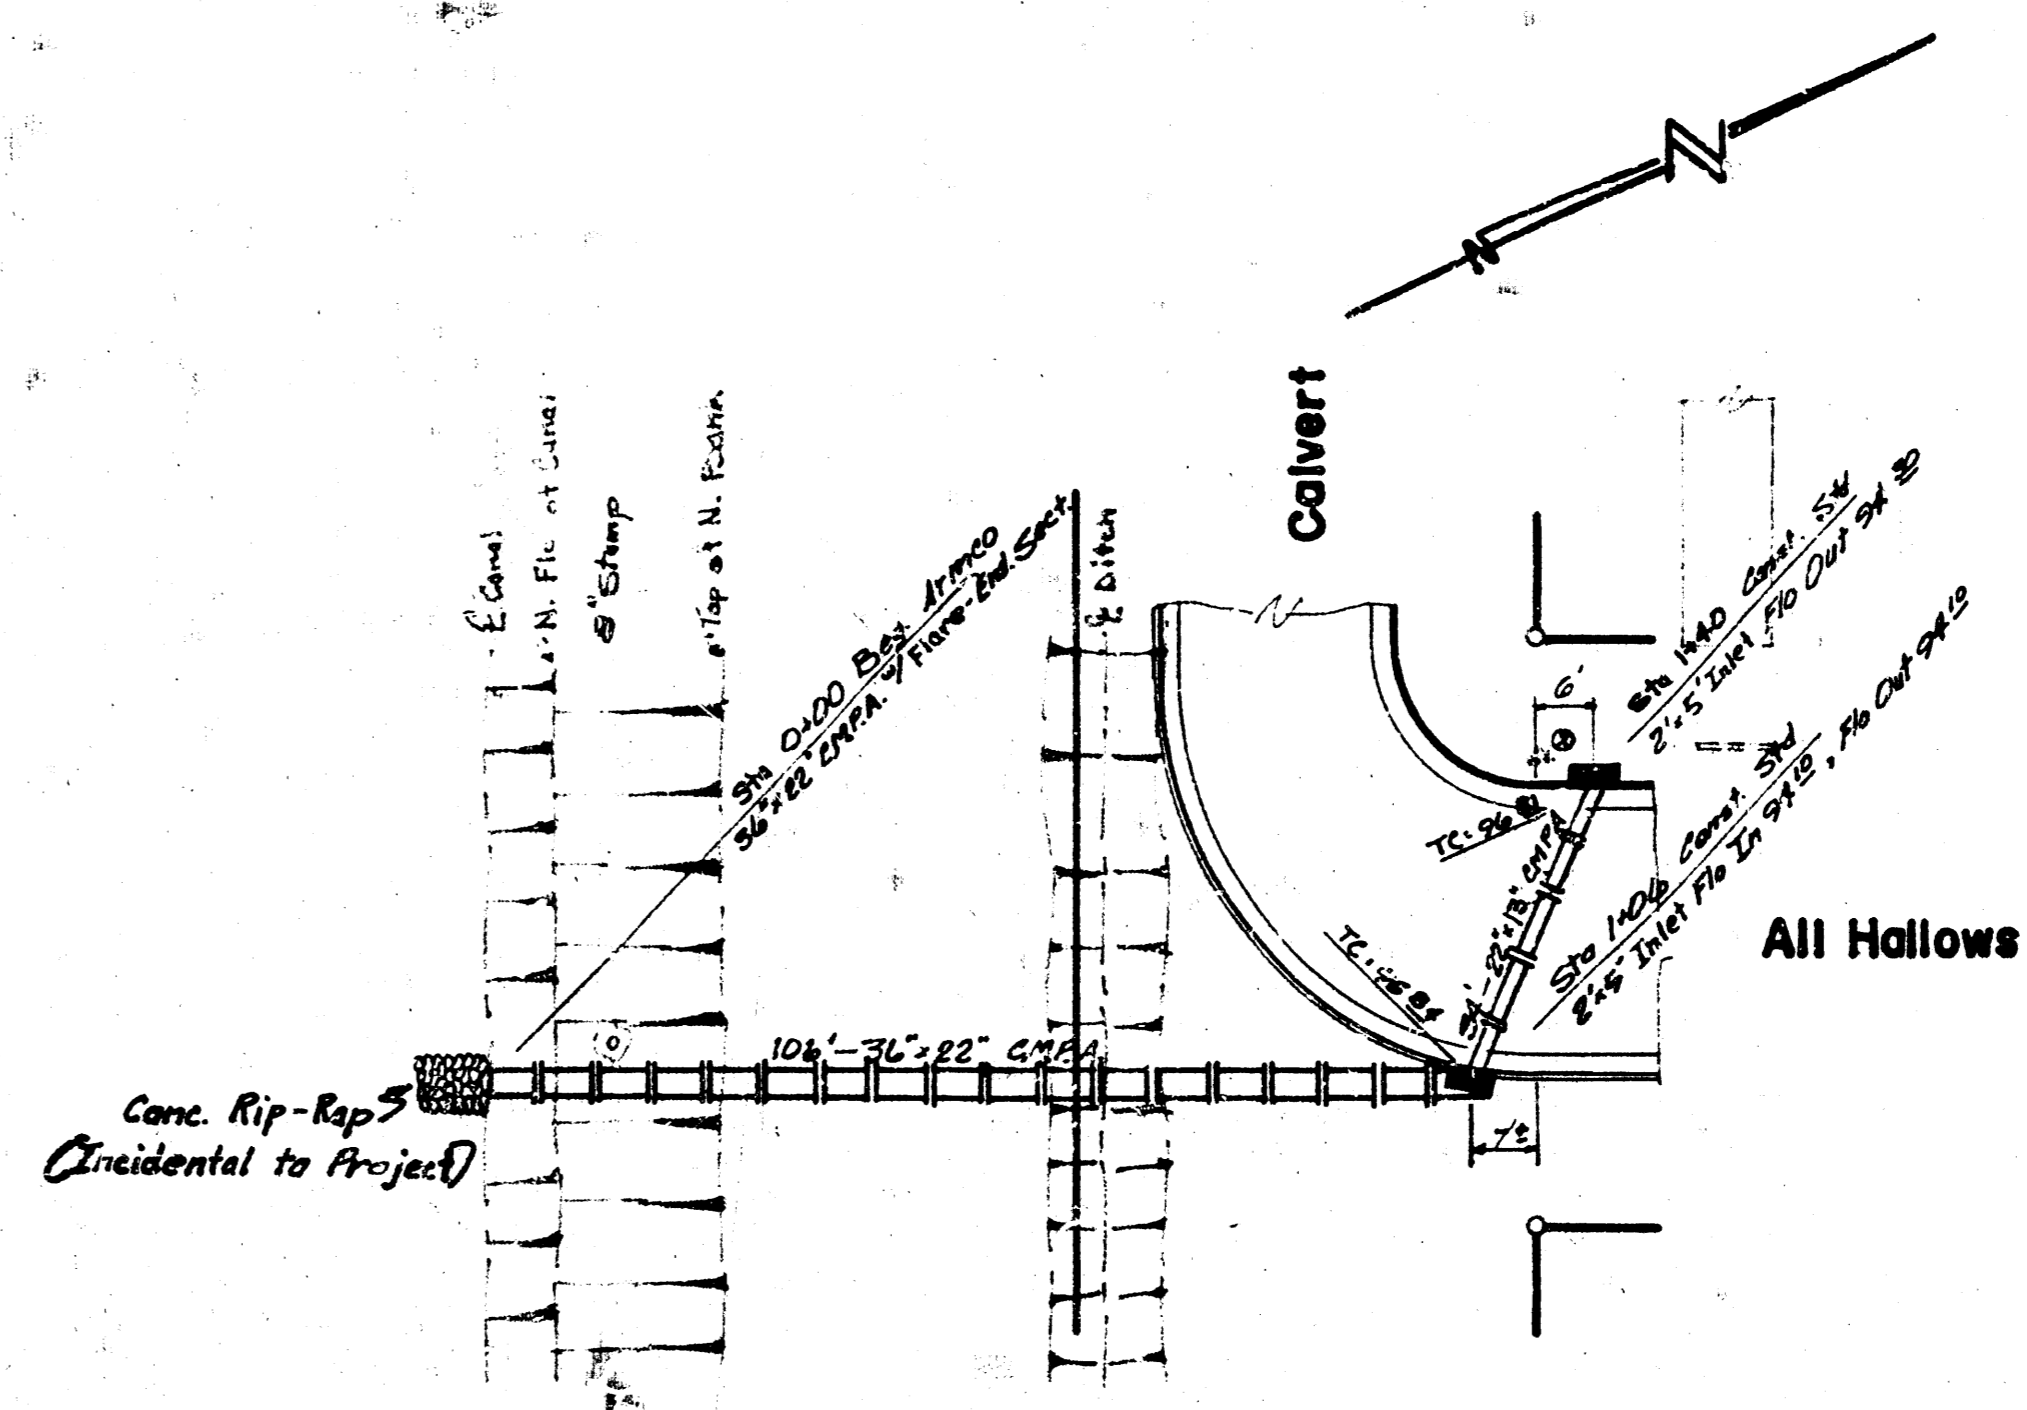 N
Calvert
All Hallows
℄ Canal
N. Flo at Canal
8" Stump
Top at N.
Sta 0+00 Beg. Armco
36"x22" C.M.P.A. w/ Flare-End. Sect.
℄ Ditch
Sta 1+40 Const. Std
2'x5' Inlet Flo Out 94 30
6'
Sta 1+06 Const. Std
2'x5' Inlet Flo In 94 10, Flo Out 94 10
TC: 96
TC: 96 84
34'-22"x13" CMPA
106'-36"x22" C.M.P.A.
7'±
Conc. Rip-Rap
(Incidental to Project)